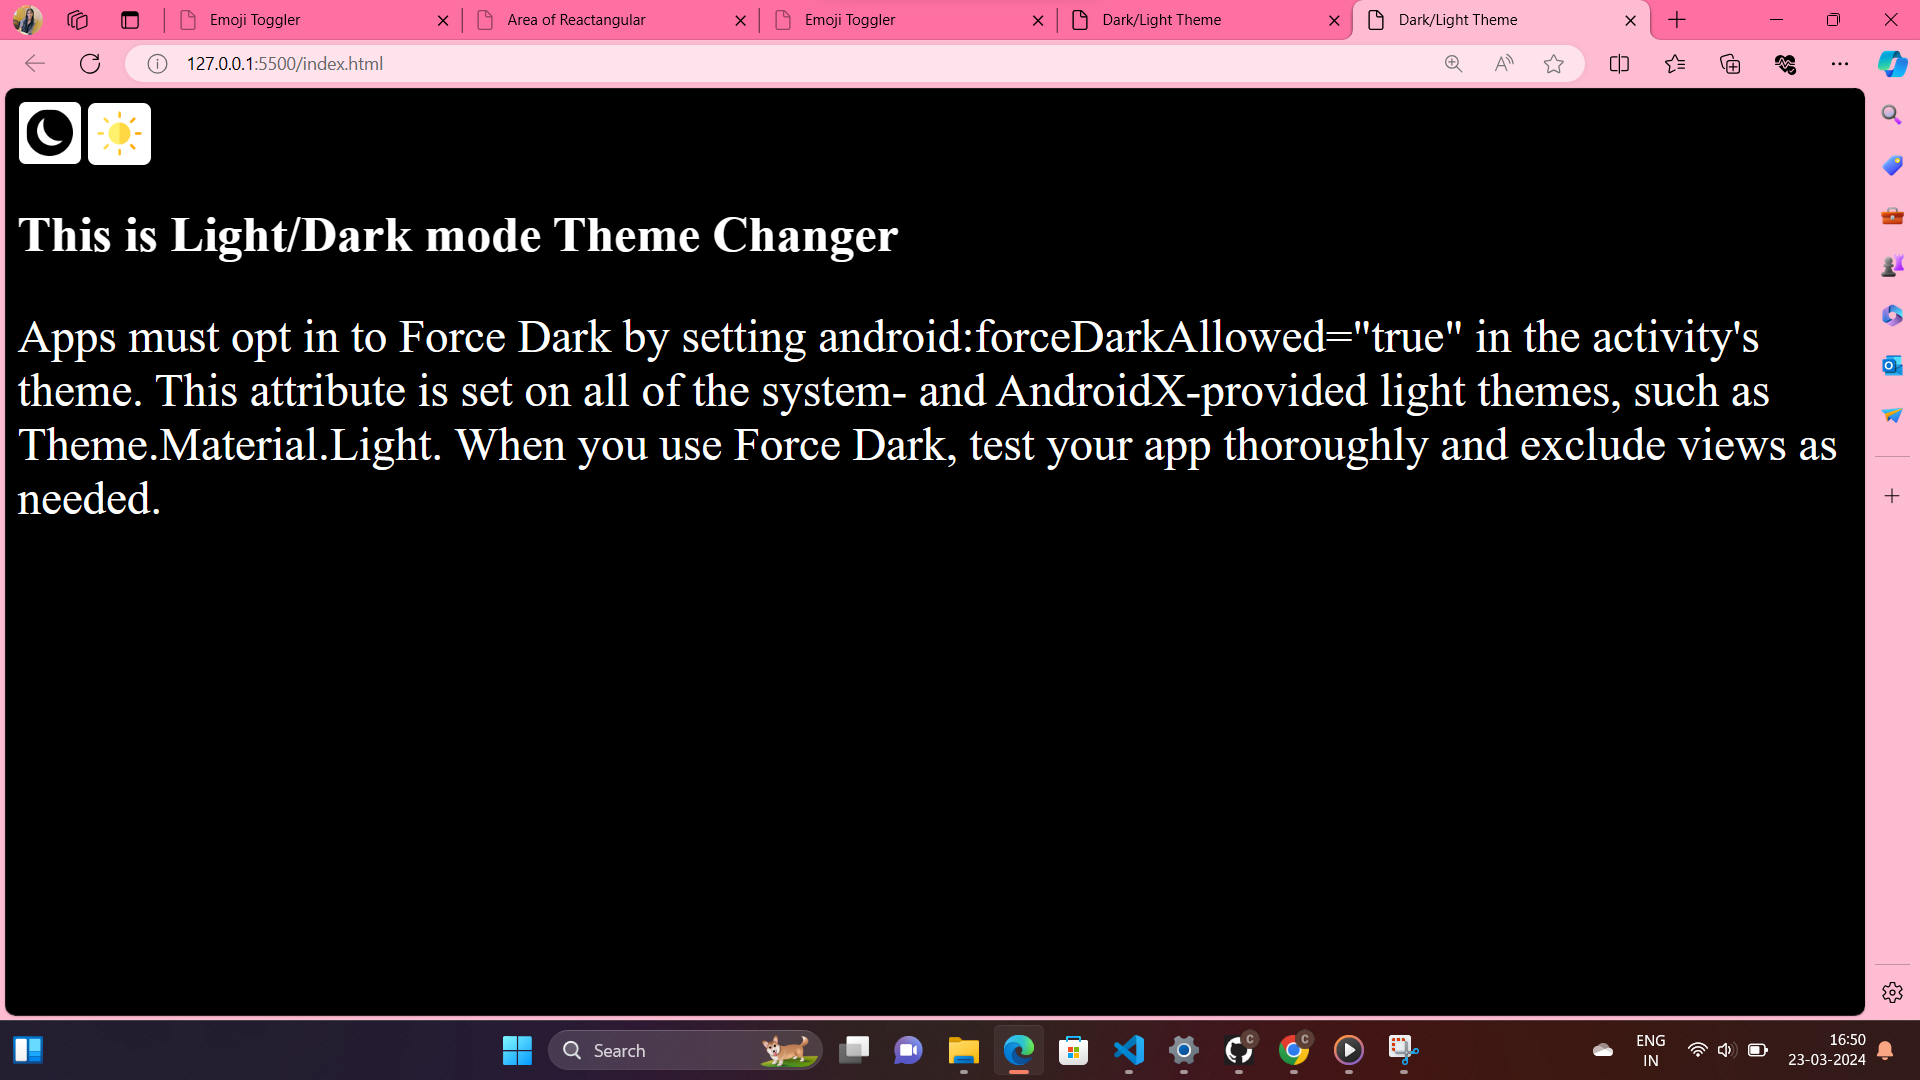 Emoji Toggler
Area of Reactangular
Emoji Toggler
Dark/Light Theme
Dark/Light Theme
127.0.0.1:5500/index.html
This is Light/Dark mode Theme Changer
Apps must opt in to Force Dark by setting android:forceDarkAllowed="true" in the activity's
theme. This attribute is set on all of the system- and AndroidX-provided light themes, such as
Theme.Material.Light. When you use Force Dark, test your app thoroughly and exclude views as
needed.
Search
C
C
ENG
IN
16:50
23-03-2024